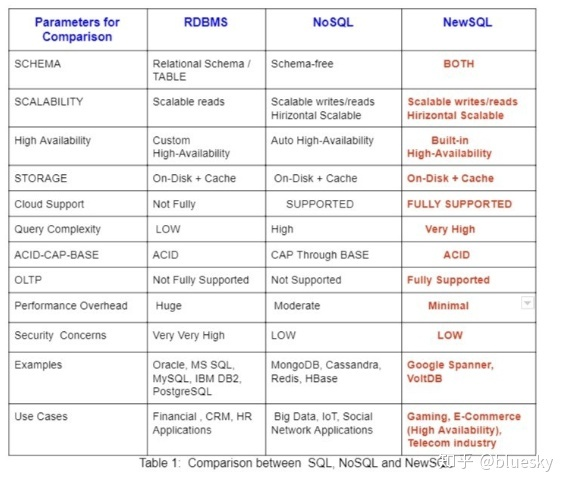 Parameters for Comparison RDBMS NoSQL NewSQL
SCHEMA Relational Schema / TABLE Schema-free BOTH
SCALABILITY Scalable reads Scalable writes/reads Hirizontal Scalable Scalable writes/reads Hirizontal Scalable
High Availability Custom High-Availability Auto High-Availability Built-in High-Availability
STORAGE On-Disk + Cache On-Disk + Cache On-Disk + Cache
Cloud Support Not Fully SUPPORTED FULLY SUPPORTED
Query Complexity LOW High Very High
ACID-CAP-BASE ACID CAP Through BASE ACID
OLTP Not Fully Supported Not Supported Fully Supported
Performance Overhead Huge Moderate Minimal
Security Concerns Very Very High LOW LOW
Examples Oracle, MS SQL, MySQL, IBM DB2, PostgreSQL MongoDB, Cassandra, Redis, HBase Google Spanner, VoltDB
Use Cases Financial , CRM, HR Applications Big Data, IoT, Social Network Applications Gaming, E-Commerce (High Availability), Telecom industry
Table 1: Comparison between SQL, NoSQL and NewSQL
知乎 @bluesky